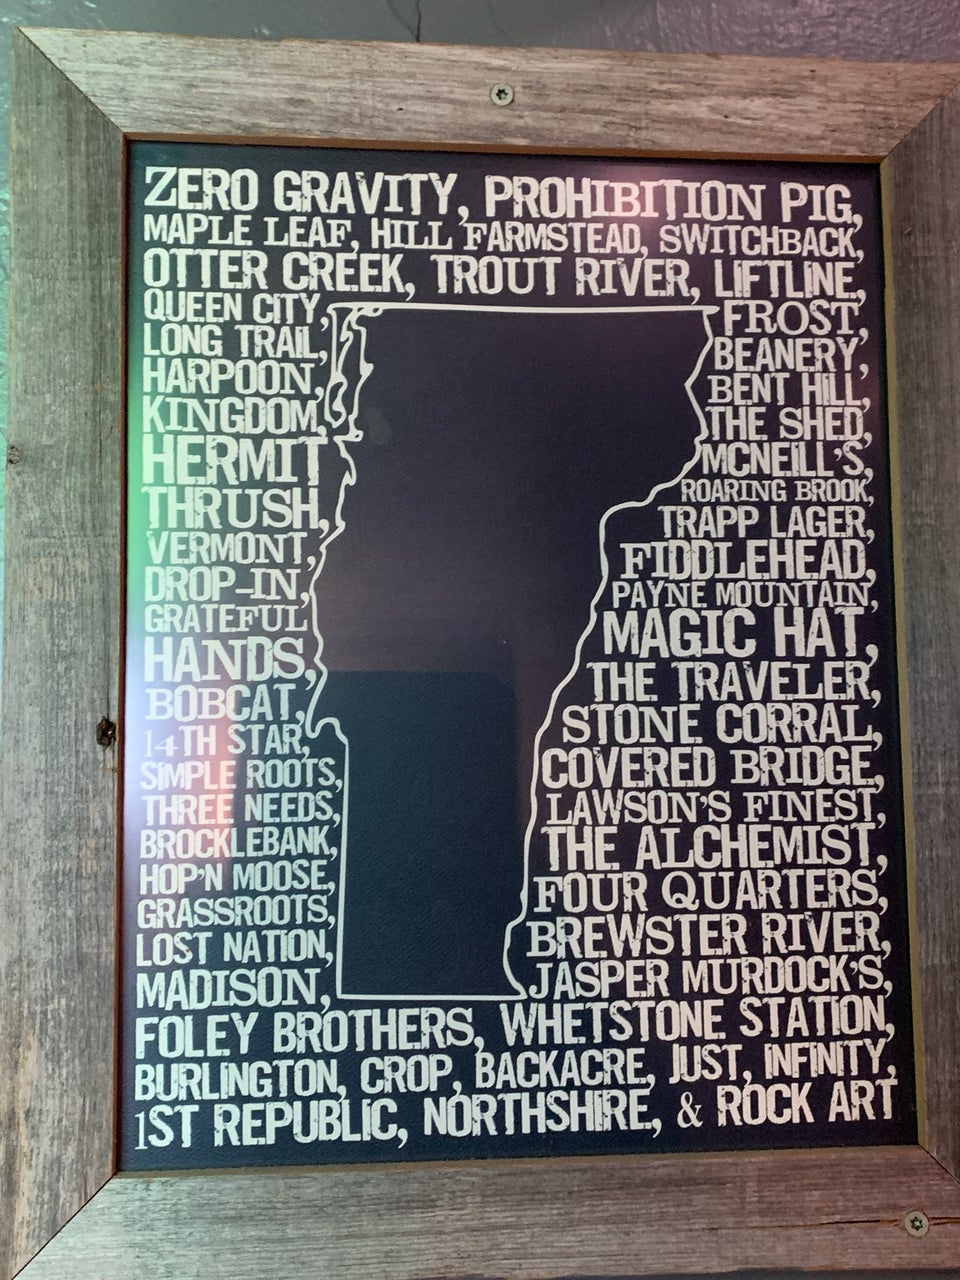 ZERO GRAVITY, PROHIBITION PIG,
MAPLE LEAF, HILL FARMSTEAD, SWITCHBACK,
OTTER CREEK, TROUT RIVER, LIFTLINE,
QUEEN CITY,
LONG TRAIL,
HARPOON,
KINGDOM,
HERMIT
THRUSH,
VERMONT,
DROP-IN,
GRATEFUL
HANDS,
BOBCAT,
14TH STAR,
SIMPLE ROOTS,
THREE NEEDS,
BROCKLEBANK,
HOP'N MOOSE,
GRASSROOTS,
LOST NATION,
MADISON,
FROST,
BEANERY,
BENT HILL,
THE SHED,
MCNEILL'S,
ROARING BROOK,
TRAPP LAGER,
FIDDLEHEAD,
PAYNE MOUNTAIN,
MAGIC HAT,
THE TRAVELER,
STONE CORRAL,
COVERED BRIDGE,
LAWSON'S FINEST,
THE ALCHEMIST,
FOUR QUARTERS,
BREWSTER RIVER,
JASPER MURDOCK'S,
FOLEY BROTHERS, WHETSTONE STATION,
BURLINGTON, CROP, BACKACRE, JUST, INFINITY,
1ST REPUBLIC, NORTHSHIRE, & ROCK ART